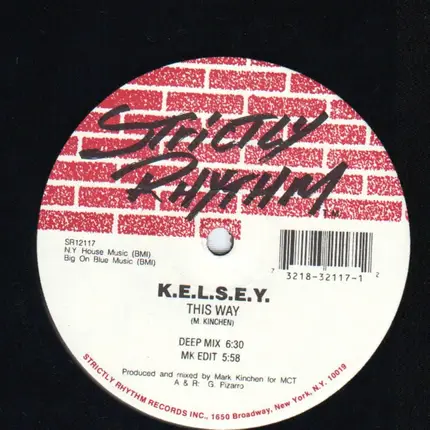 STRICTLY
RHYTHM T.M.
SR12117
N.Y House Music (BMI)
Big On Blue Music (BMI)
7 3218-32117-1 2
K.E.L.S.E.Y.
THIS WAY
(M. KINCHEN)
DEEP MIX 6:30
MK EDIT 5:58
Produced and mixed by Mark Kinchen for MCT
A & R: G. Pizarro
STRICTLY RHYTHM RECORDS INC., 1650 Broadway, New York, N.Y. 10019